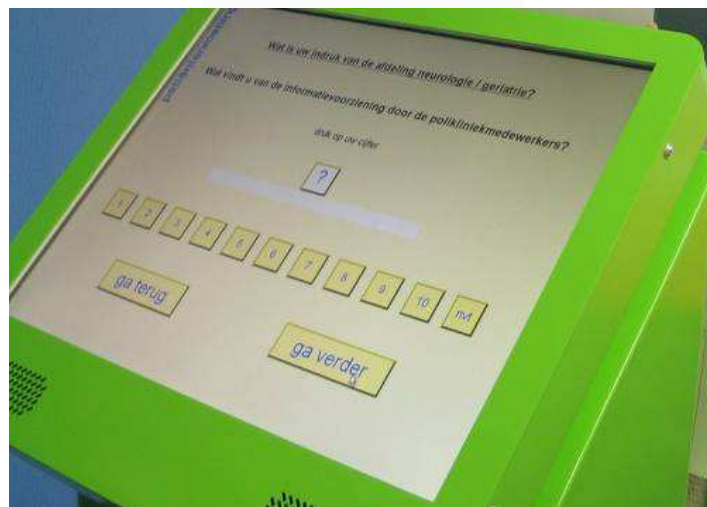 Wat is uw indruk van de afdeling neurologie / geriatrie?
Wat vindt u van de informatievoorziening door de polikliniekmedewerkers?
druk op uw cijfer
?
1 2 3 4 5 6 7 8 9 10 nvt
ga terug
ga verder